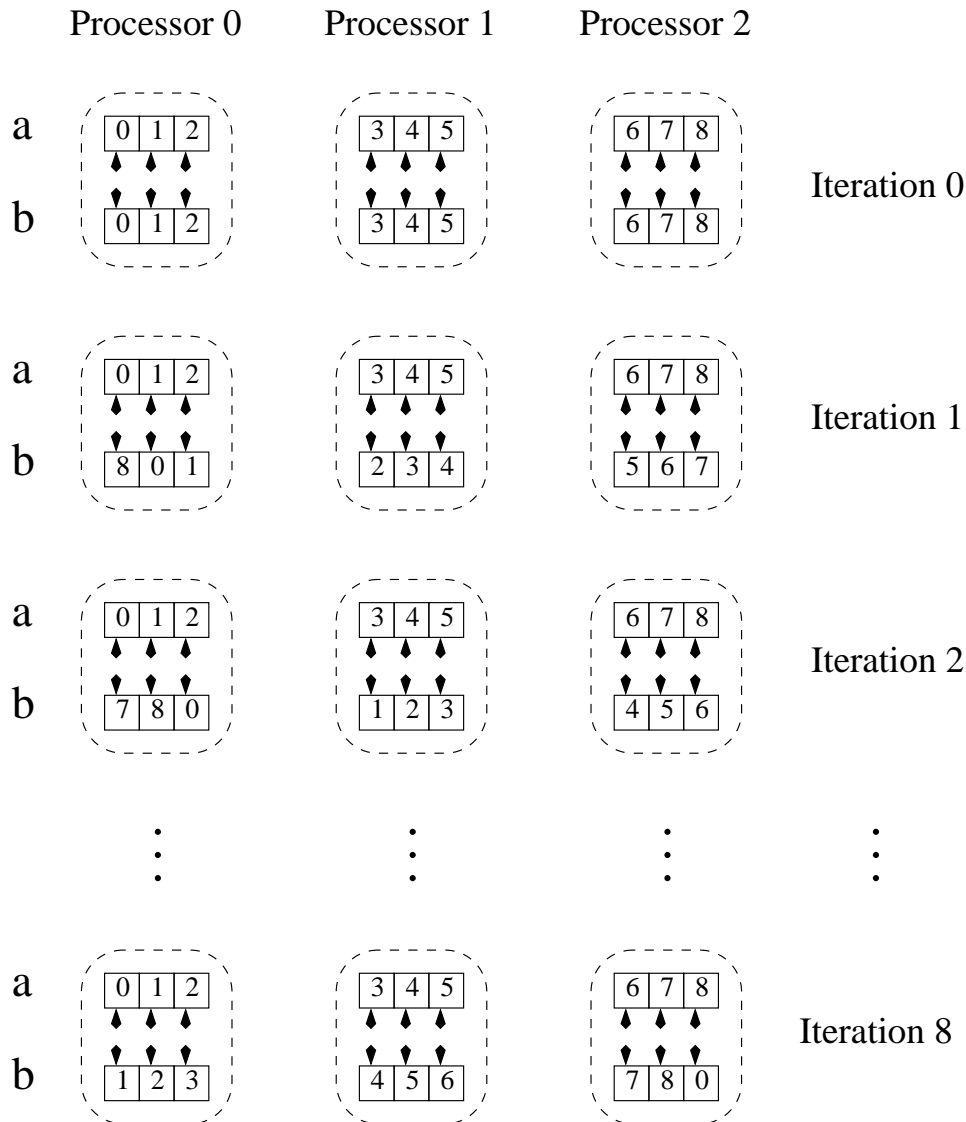 Processor 0 Processor 1 Processor 2
a 0 1 2 3 4 5 6 7 8
Iteration 0
b 0 1 2 3 4 5 6 7 8
a 0 1 2 3 4 5 6 7 8
Iteration 1
b 8 0 1 2 3 4 5 6 7
a 0 1 2 3 4 5 6 7 8
Iteration 2
b 7 8 0 1 2 3 4 5 6
a 0 1 2 3 4 5 6 7 8
Iteration 8
b 1 2 3 4 5 6 7 8 0